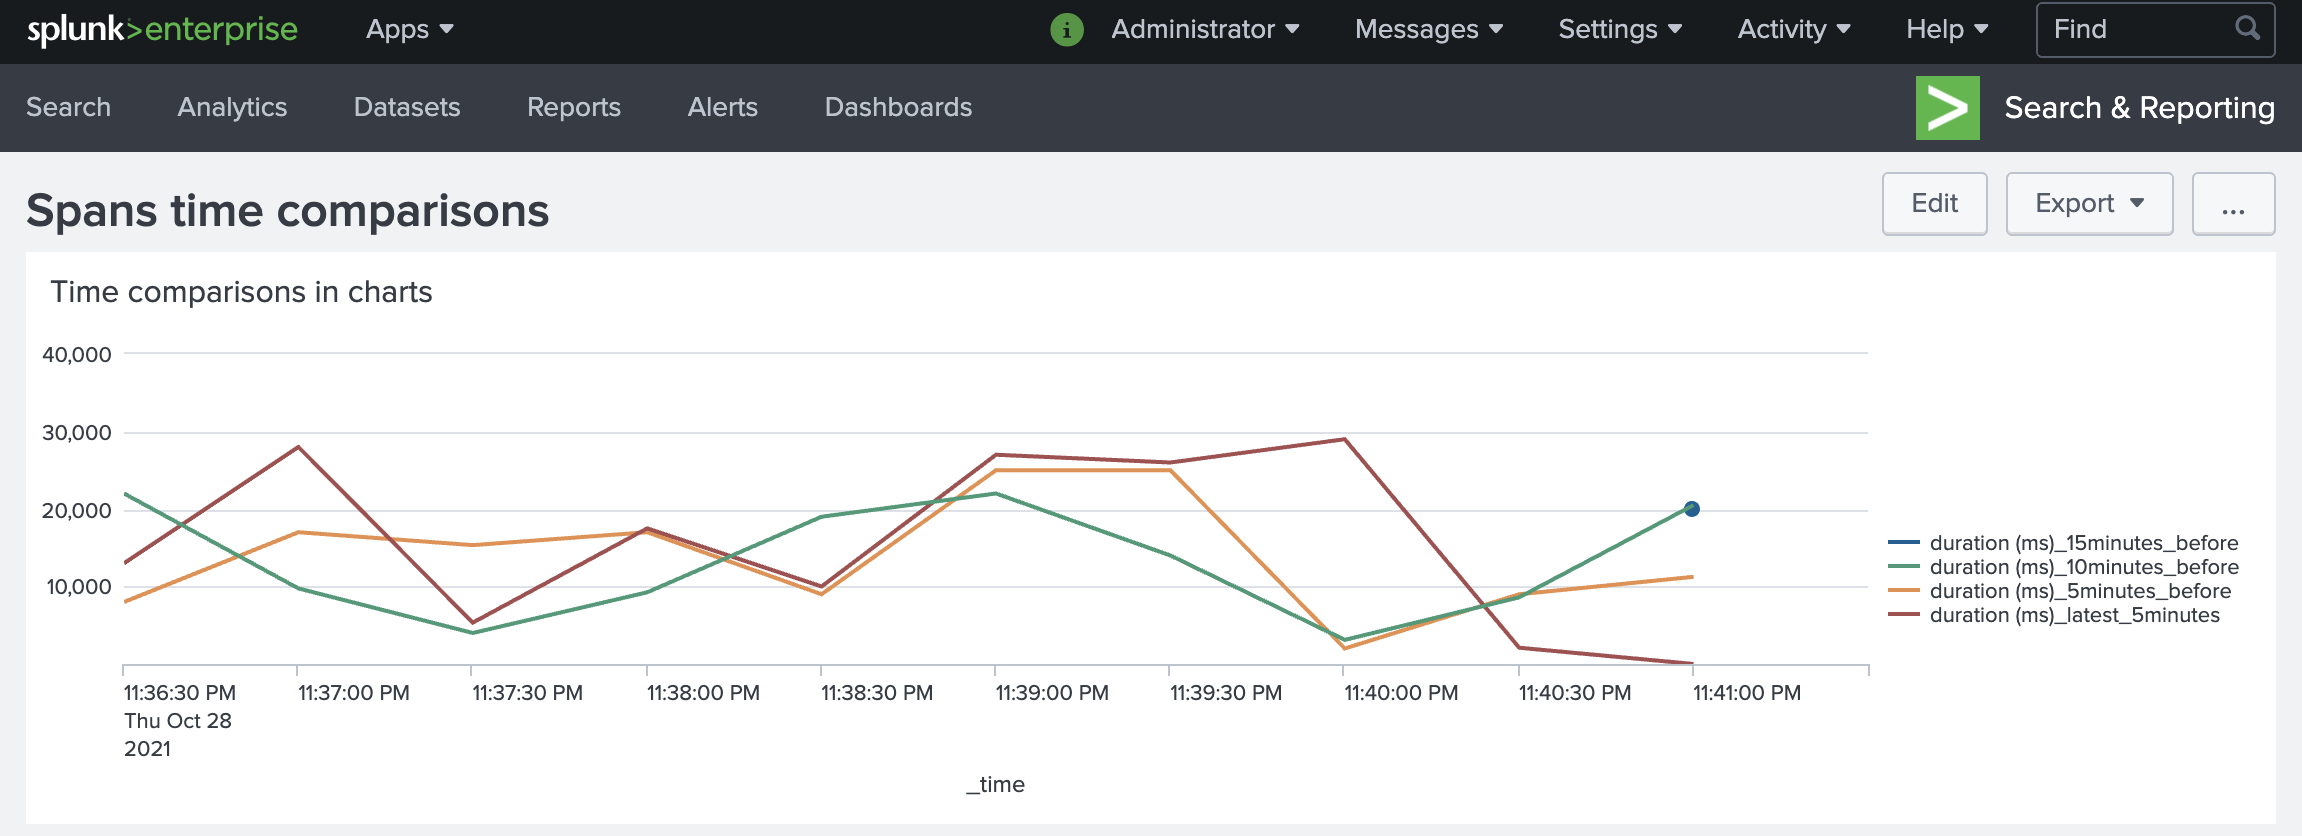 splunk>enterprise Apps Administrator Messages Settings Activity Help Find
Search Analytics Datasets Reports Alerts Dashboards Search & Reporting
Spans time comparisons
Edit Export ...
Time comparisons in charts
40,000
30,000
20,000
10,000
duration (ms)_15minutes_before
duration (ms)_10minutes_before
duration (ms)_5minutes_before
duration (ms)_latest_5minutes
11:36:30 PM 11:37:00 PM 11:37:30 PM 11:38:00 PM 11:38:30 PM 11:39:00 PM 11:39:30 PM 11:40:00 PM 11:40:30 PM 11:41:00 PM
Thu Oct 28
2021
_time